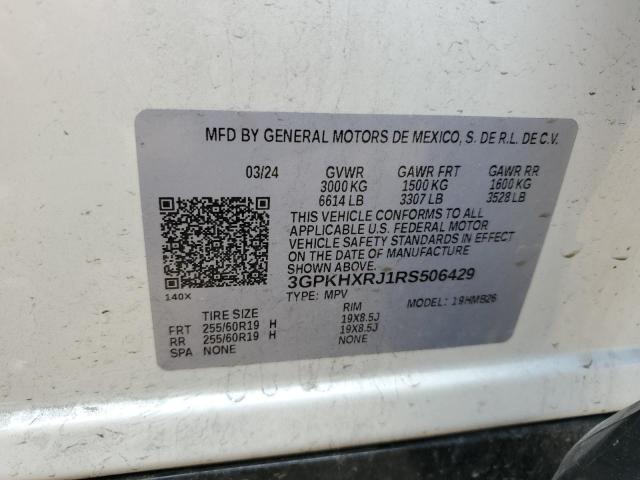 MFD BY GENERAL MOTORS DE MEXICO, S. DE R.L. DE C.V.
03/24 GVWR GAWR FRT GAWR RR
3000 KG 1500 KG 1600 KG
6614 LB 3307 LB 3528 LB
THIS VEHICLE CONFORMS TO ALL
APPLICABLE U.S. FEDERAL MOTOR
VEHICLE SAFETY STANDARDS IN EFFECT
ON THE DATE OF MANUFACTURE
SHOWN ABOVE.
140X 3GPKHXRJ1RS506429
TYPE: MPV MODEL: 19HMB26
TIRE SIZE RIM
FRT 255/60R19 H 19X8.5J
RR 255/60R19 H 19X8.5J
SPA NONE NONE